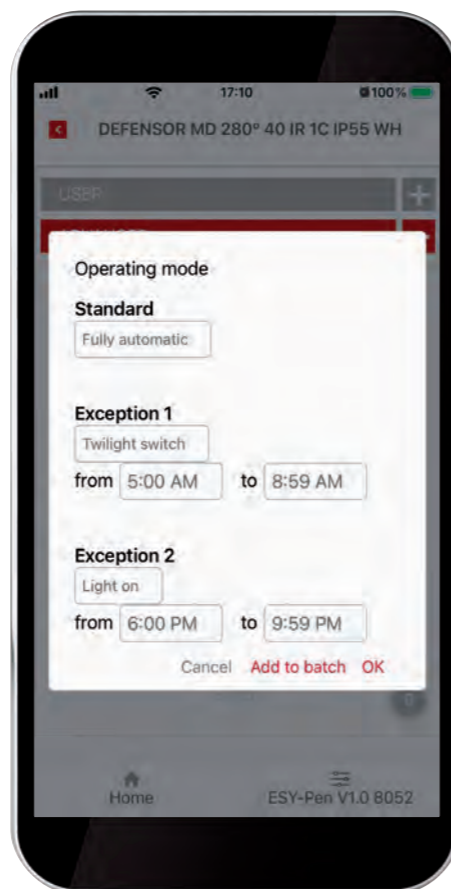 17:10
100%
DEFENSOR MD 280° 40 IR 1C IP55 WH
USER
Operating mode
Standard
Fully automatic
Exception 1
Twilight switch
from 5:00 AM to 8:59 AM
Exception 2
Light on
from 6:00 PM to 9:59 PM
Cancel Add to batch OK
Home ESY-Pen V1.0 8052